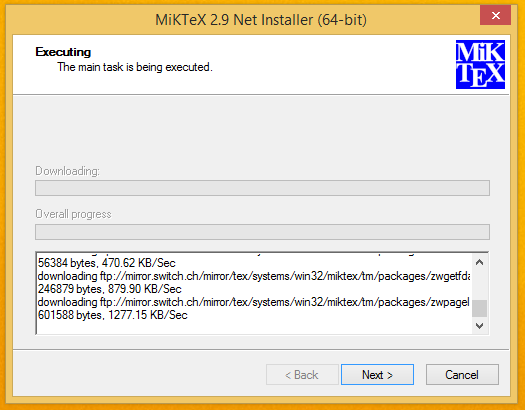 MiKTeX 2.9 Net Installer (64-bit)
Executing
The main task is being executed.
MiK
TEX
Downloading:
Overall progress
56384 bytes, 470.62 KB/Sec
downloading ftp://mirror.switch.ch/mirror/tex/systems/win32/miktex/tm/packages/zwgetfda
246879 bytes, 879.90 KB/Sec
downloading ftp://mirror.switch.ch/mirror/tex/systems/win32/miktex/tm/packages/zwpagel
601588 bytes, 1277.15 KB/Sec
< Back Next > Cancel